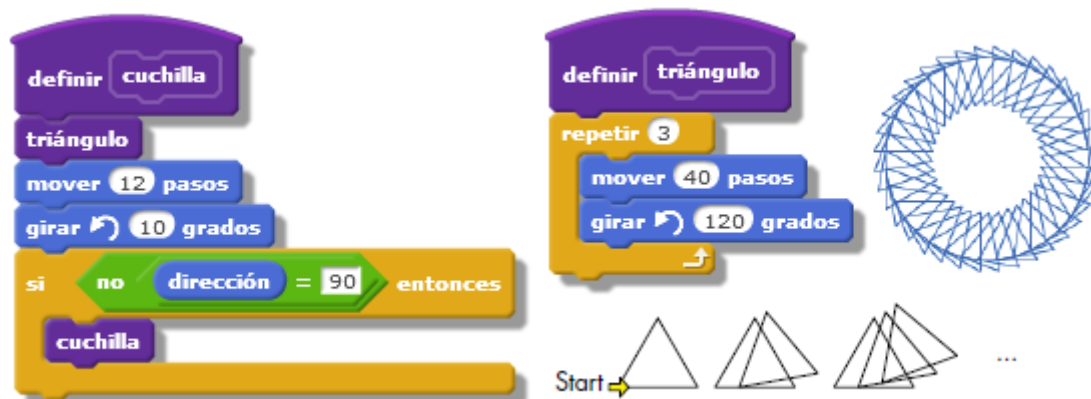 definir cuchilla
triángulo
mover 12 pasos
girar 10 grados
si no dirección = 90 entonces
cuchilla
definir triángulo
repetir 3
mover 40 pasos
girar 120 grados
Start
...